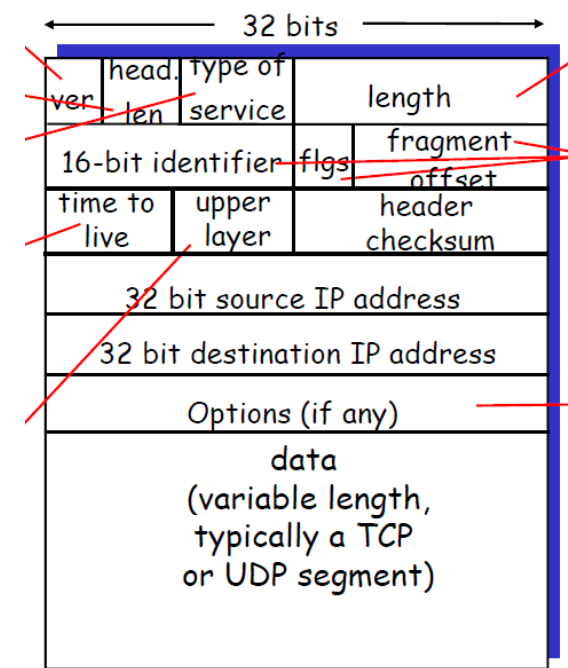 32 bits
ver
head.
len
type of
service
length
16-bit identifier
flgs
fragment
offset
time to
live
upper
layer
header
checksum
32 bit source IP address
32 bit destination IP address
Options (if any)
data
(variable length,
typically a TCP
or UDP segment)